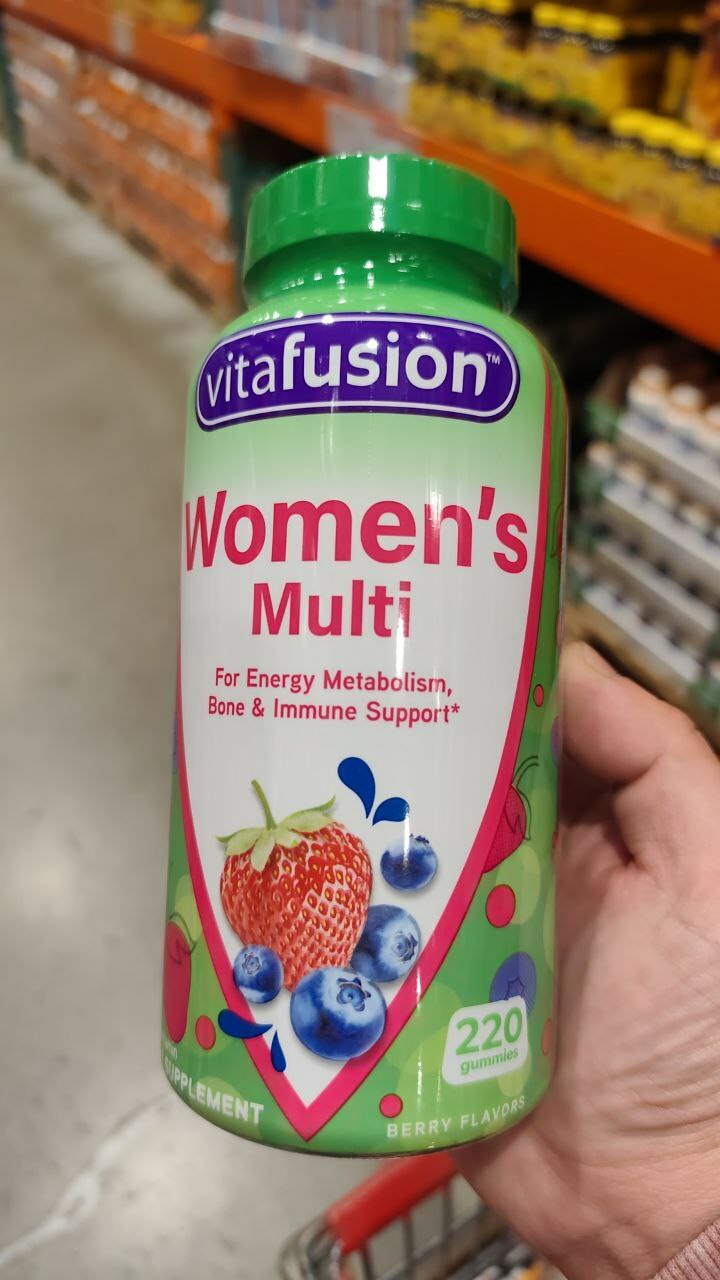 vitafusion™
Women's
Multi
For Energy Metabolism,
Bone & Immune Support*
220
gummies
SUPPLEMENT
BERRY FLAVORS